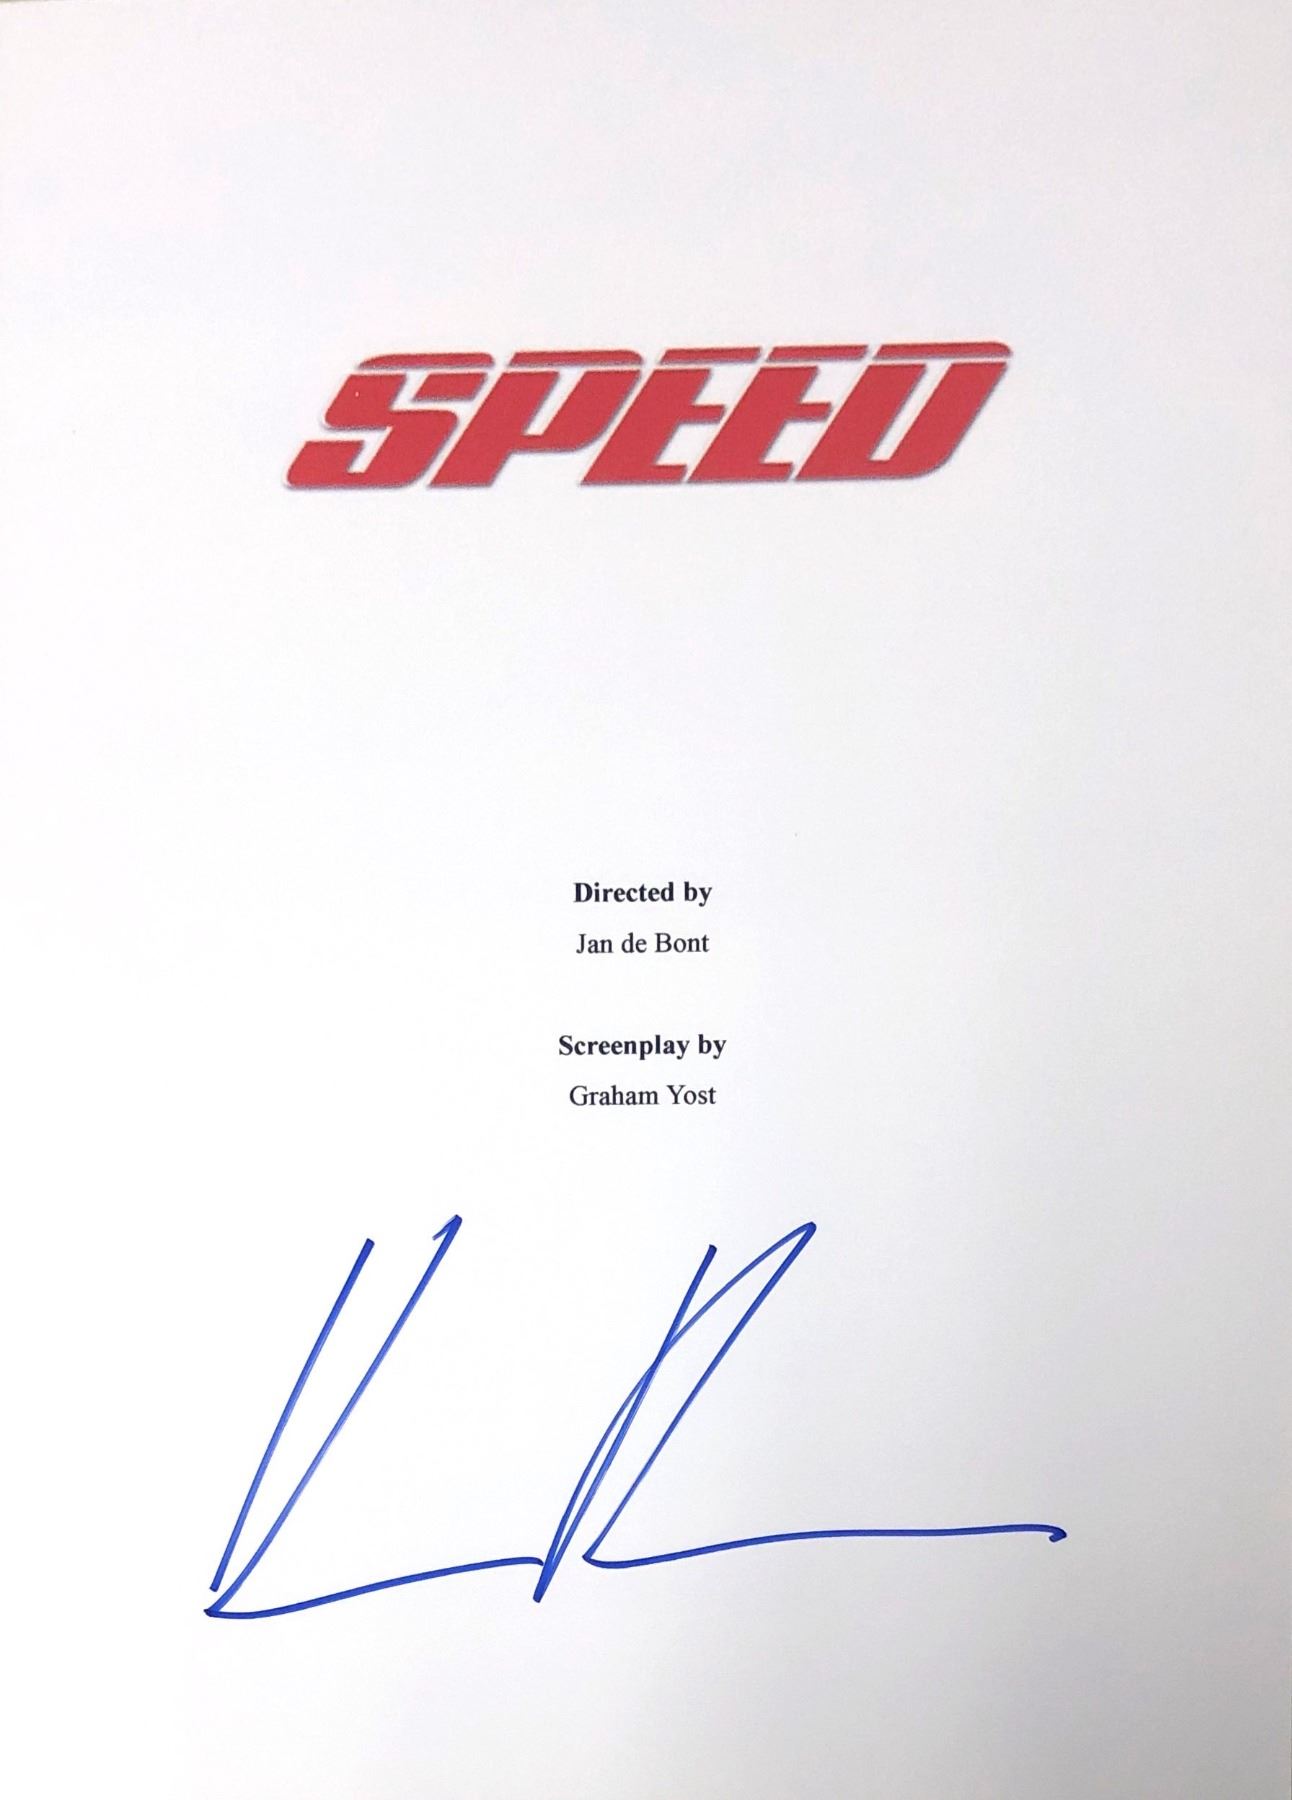 SPEED
Directed by
Jan de Bont
Screenplay by
Graham Yost